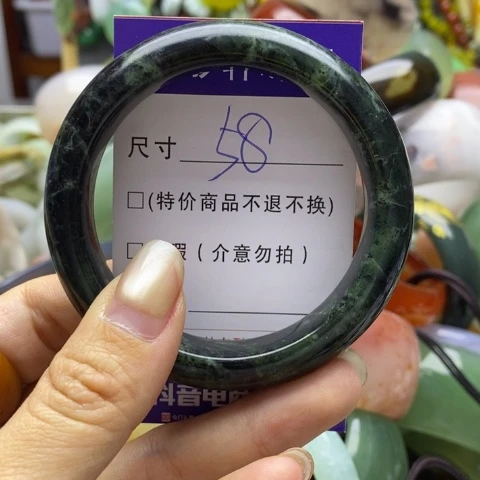 尺寸 58
□(特价商品不退不换)
□ 瑕(介意勿拍)
抖音电